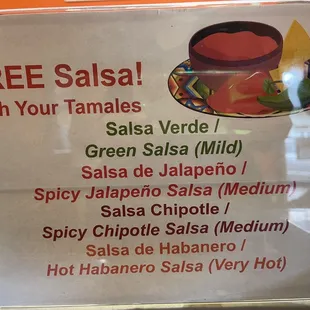 REE Salsa!
h Your Tamales
Salsa Verde /
Green Salsa (Mild)
Salsa de Jalapeño /
Spicy Jalapeño Salsa (Medium)
Salsa Chipotle /
Spicy Chipotle Salsa (Medium)
Salsa de Habanero /
Hot Habanero Salsa (Very Hot)